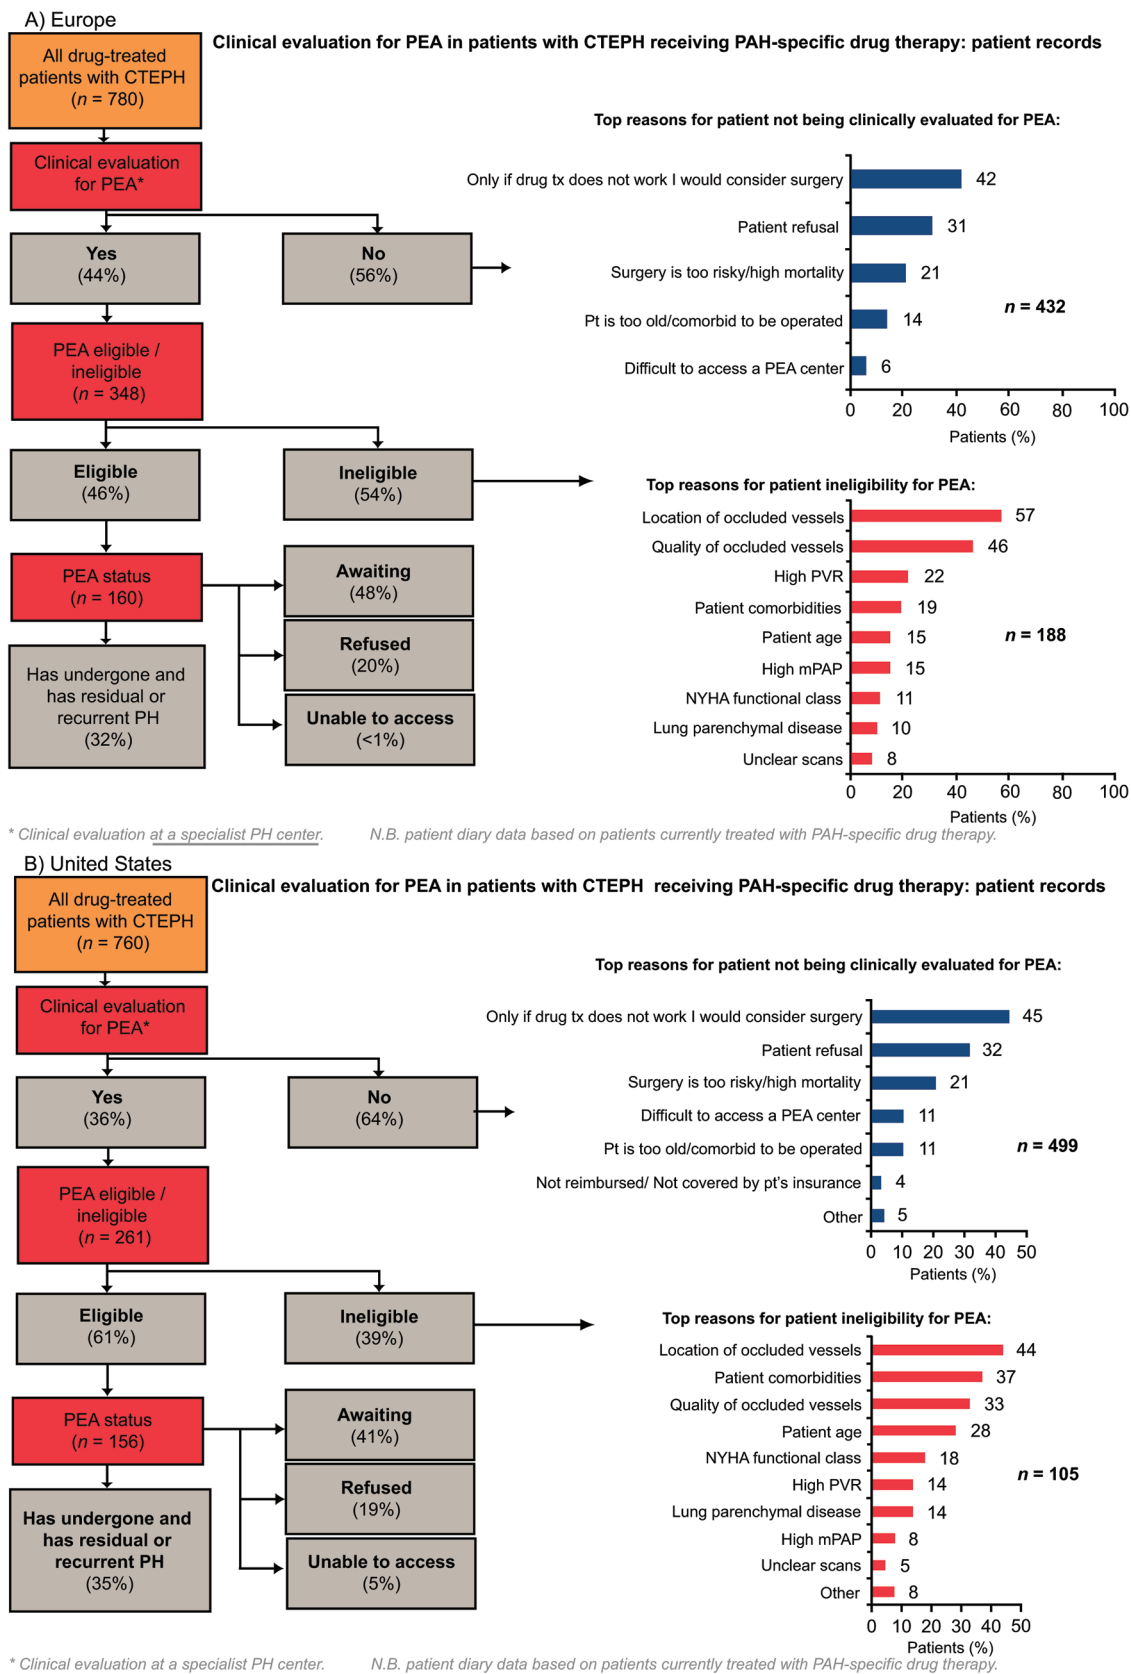 A) Europe
Clinical evaluation for PEA in patients with CTEPH receiving PAH-specific drug therapy: patient records
All drug-treated
patients with CTEPH
(n = 780)
Clinical evaluation
for PEA*
Yes
(44%)
No
(56%)
PEA eligible /
ineligible
(n = 348)
Eligible
(46%)
Ineligible
(54%)
PEA status
(n = 160)
Awaiting
(48%)
Refused
(20%)
Unable to access
(<1%)
Has undergone and
has residual or
recurrent PH
(32%)
Top reasons for patient not being clinically evaluated for PEA:
Only if drug tx does not work I would consider surgery 42
Patient refusal 31
Surgery is too risky/high mortality 21
Pt is too old/comorbid to be operated 14
Difficult to access a PEA center 6
n = 432
0 20 40 60 80 100
Patients (%)
Top reasons for patient ineligibility for PEA:
Location of occluded vessels 57
Quality of occluded vessels 46
High PVR 22
Patient comorbidities 19
Patient age 15
High mPAP 15
NYHA functional class 11
Lung parenchymal disease 10
Unclear scans 8
n = 188
0 20 40 60 80 100
Patients (%)
* Clinical evaluation at a specialist PH center. N.B. patient diary data based on patients currently treated with PAH-specific drug therapy.
B) United States
Clinical evaluation for PEA in patients with CTEPH receiving PAH-specific drug therapy: patient records
All drug-treated
patients with CTEPH
(n = 760)
Clinical evaluation
for PEA*
Yes
(36%)
No
(64%)
PEA eligible /
ineligible
(n = 261)
Eligible
(61%)
Ineligible
(39%)
PEA status
(n = 156)
Awaiting
(41%)
Refused
(19%)
Unable to access
(5%)
Has undergone and
has residual or
recurrent PH
(35%)
Top reasons for patient not being clinically evaluated for PEA:
Only if drug tx does not work I would consider surgery 45
Patient refusal 32
Surgery is too risky/high mortality 21
Difficult to access a PEA center 11
Pt is too old/comorbid to be operated 11
Not reimbursed/ Not covered by pt's insurance 4
Other 5
n = 499
0 10 20 30 40 50
Patients (%)
Top reasons for patient ineligibility for PEA:
Location of occluded vessels 44
Patient comorbidities 37
Quality of occluded vessels 33
Patient age 28
NYHA functional class 18
High PVR 14
Lung parenchymal disease 14
High mPAP 8
Unclear scans 5
Other 8
n = 105
0 10 20 30 40 50
Patients (%)
* Clinical evaluation at a specialist PH center. N.B. patient diary data based on patients currently treated with PAH-specific drug therapy.